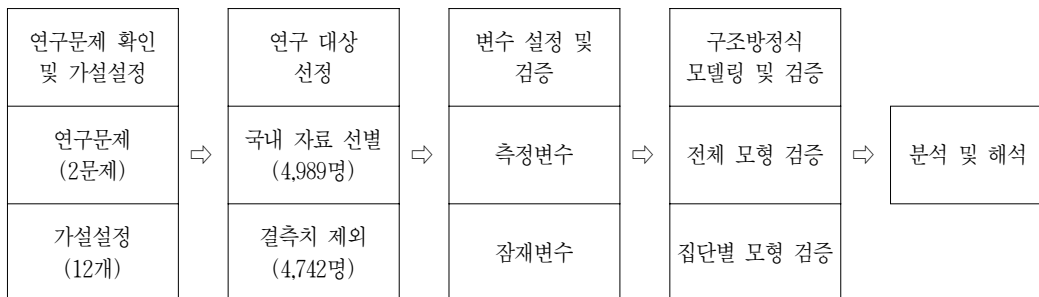 연구문제 확인
및 가설설정
연구문제
(2문제)
가설설정
(12개)
⇨
연구 대상
선정
국내 자료 선별
(4,989명)
결측치 제외
(4,742명)
⇨
변수 설정 및
검증
측정변수
잠재변수
⇨
구조방정식
모델링 및 검증
전체 모형 검증
집단별 모형 검증
⇨
분석 및 해석